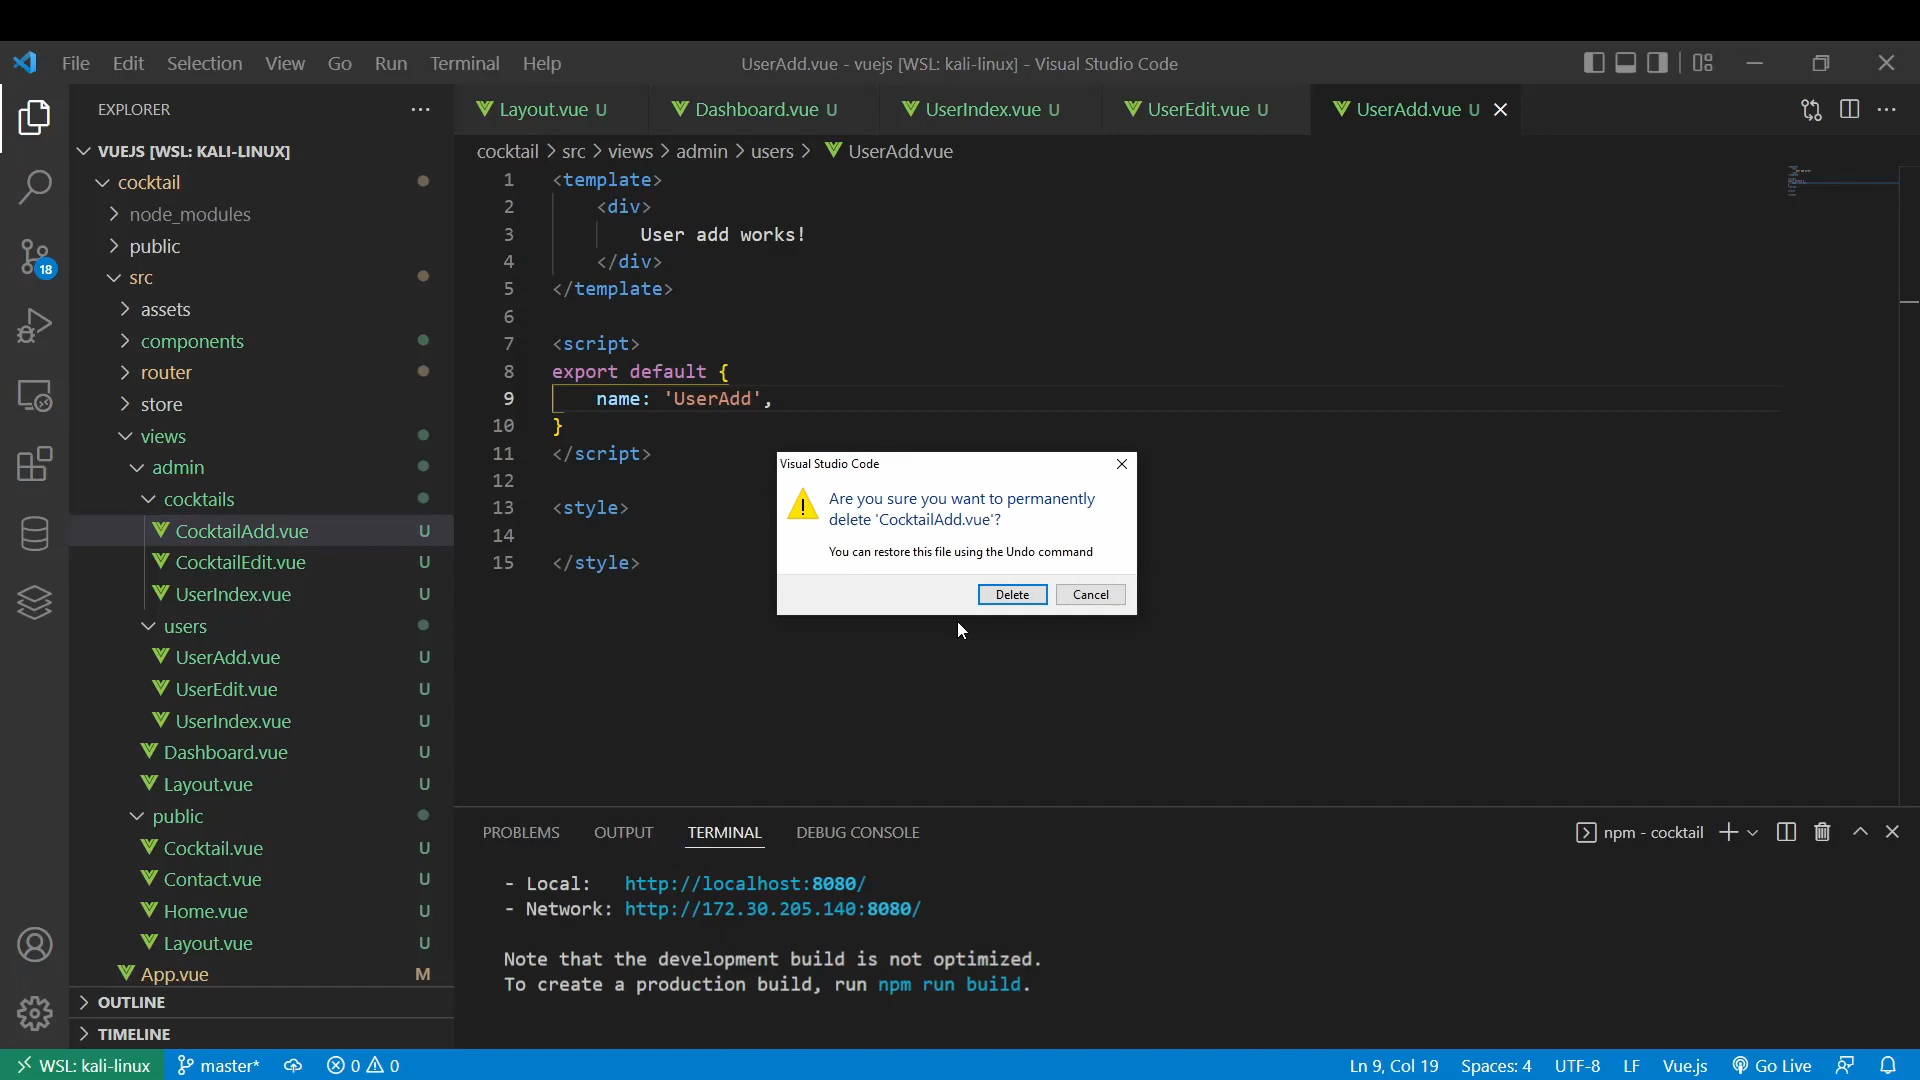 File Edit Selection View Go Run Terminal Help
UserAdd.vue - vuejs [WSL: kali-linux] - Visual Studio Code
EXPLORER
VUEJS [WSL: KALI-LINUX]
cocktail
node_modules
public
src
assets
components
router
store
views
admin
cocktails
CocktailAdd.vue U
CocktailEdit.vue U
UserIndex.vue U
users
UserAdd.vue U
UserEdit.vue U
UserIndex.vue U
Dashboard.vue U
Layout.vue U
public
Cocktail.vue U
Contact.vue U
Home.vue U
Layout.vue U
App.vue M
OUTLINE
TIMELINE
18
Layout.vue U
Dashboard.vue U
UserIndex.vue U
UserEdit.vue U
UserAdd.vue U
cocktail > src > views > admin > users > UserAdd.vue
1 <template>
2 <div>
3 User add works!
4 </div>
5 </template>
6
7 <script>
8 export default {
9 name: 'UserAdd',
10 }
11 </script>
12
13 <style>
14
15 </style>
Visual Studio Code
Are you sure you want to permanently
delete 'CocktailAdd.vue'?
You can restore this file using the Undo command
Delete Cancel
PROBLEMS OUTPUT TERMINAL DEBUG CONSOLE
npm - cocktail
- Local: http://localhost:8080/
- Network: http://172.30.205.140:8080/
Note that the development build is not optimized.
To create a production build, run npm run build.
WSL: kali-linux master* 0 0
Ln 9, Col 19 Spaces: 4 UTF-8 LF Vue.js Go Live